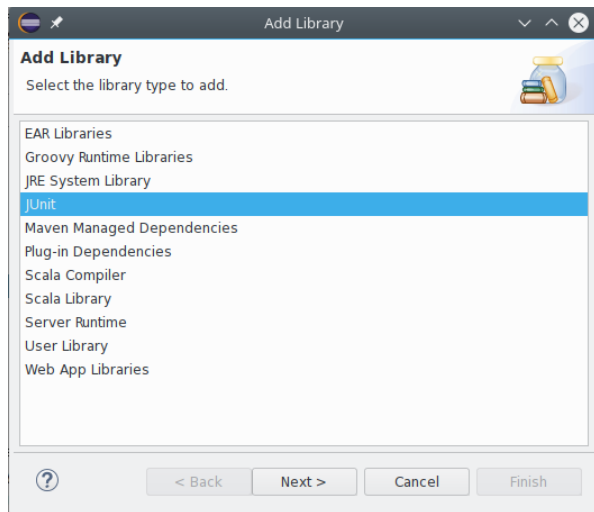 Add Library
Add Library
Select the library type to add.
EAR Libraries
Groovy Runtime Libraries
JRE System Library
JUnit
Maven Managed Dependencies
Plug-in Dependencies
Scala Compiler
Scala Library
Server Runtime
User Library
Web App Libraries
? < Back Next > Cancel Finish